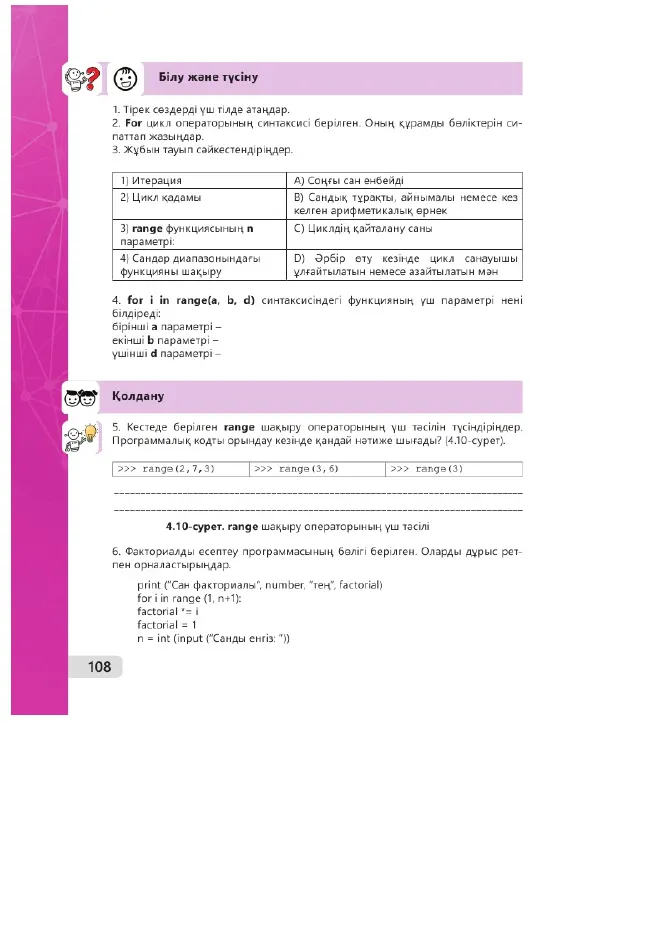 Білу және түсіну
1. Тірек сөздерді үш тілде атаңдар.
2. For цикл операторының синтаксисі берілген. Оның құрамды бөліктерін си-
паттап жазыңдар.
3. Жұбын тауып сәйкестендіріңдер.
1) Итерация	A) Соңғы сан енбейді
2) Цикл қадамы	B) Сандық тұрақты, айнымалы немесе кез
келген арифметикалық өрнек
3) range функциясының n	C) Циклдің қайталану саны
параметрі:
4) Сандар диапазонындағы	D) Әрбір өту кезінде цикл санауышы
функцияны шақыру	ұлғайтылатын немесе азайтылатын мән
4. for i in range(a, b, d) синтаксисіндегі функцияның үш параметрі нені
білдіреді:
бірінші a параметрі –
екінші b параметрі –
үшінші d параметрі –
Қолдану
5. Кестеде берілген range шақыру операторының үш тәсілін түсіндіріңдер.
Программалық кодты орындау кезінде қандай нәтиже шығады? (4.10-сурет).
>>> range(2,7,3)	>>> range(3,6)	>>> range(3)
4.10-сурет. range шақыру операторының үш тәсілі
6. Факториалды есептеу программасының бөлігі берілген. Оларды дұрыс рет-
пен орналастырыңдар.
print (“Сан факториалы”, number, “тең”, factorial)
for i in range (1, n+1):
factorial *= i
factorial = 1
n = int (input (“Санды енгіз: ”))
108